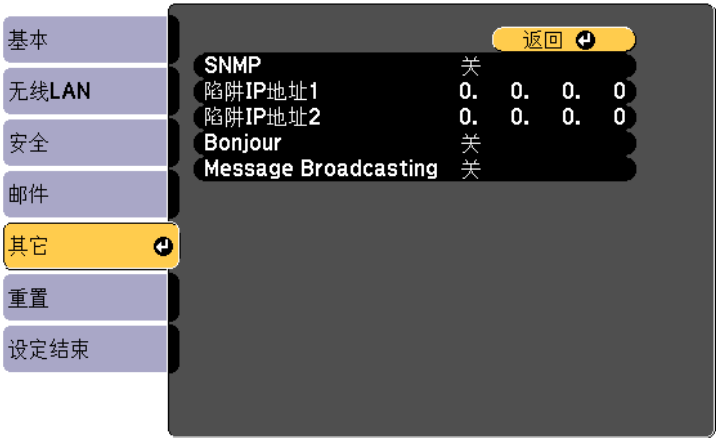 基本
无线LAN
安全
邮件
其它
重置
设定结束
返回
SNMP 关
陷阱IP地址1 0. 0. 0. 0
陷阱IP地址2 0. 0. 0. 0
Bonjour 关
Message Broadcasting 关